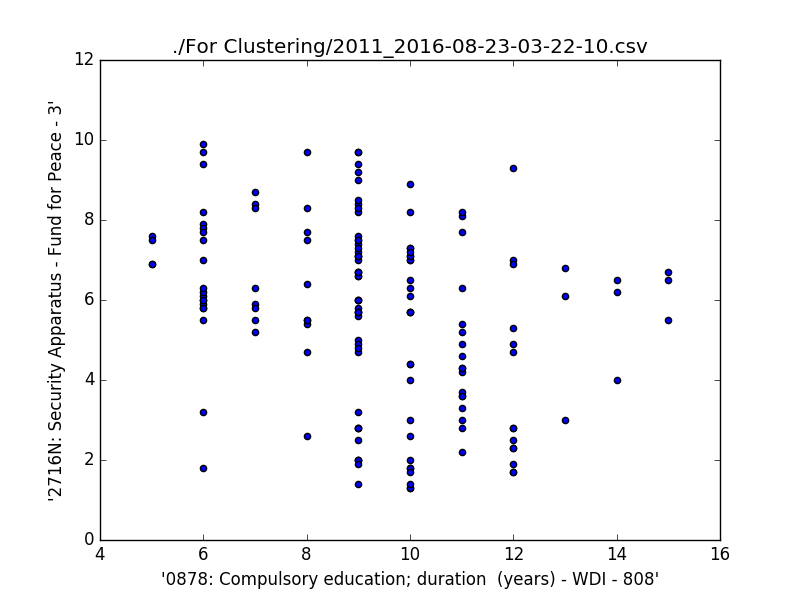 ./For Clustering/2011_2016-08-23-03-22-10.csv
12
10
8
6
4
2
0
'2716N: Security Apparatus - Fund for Peace - 3'
4 6 8 10 12 14 16
'0878: Compulsory education; duration  (years) - WDI - 808'